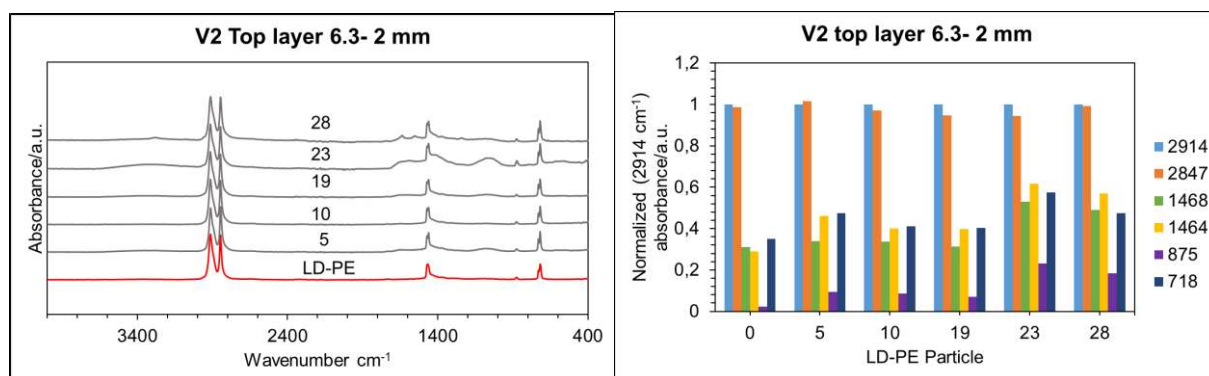 V2 Top layer 6.3- 2 mm
Absorbance/a.u.
28
23
19
10
5
LD-PE
3400 2400 1400 400
Wavenumber cm-1
V2 top layer 6.3- 2 mm
Normalized (2914 cm-1)
absorbance/a.u.
1,2
1
0,8
0,6
0,4
0,2
0
0 5 10 19 23 28
LD-PE Particle
2914
2847
1468
1464
875
718